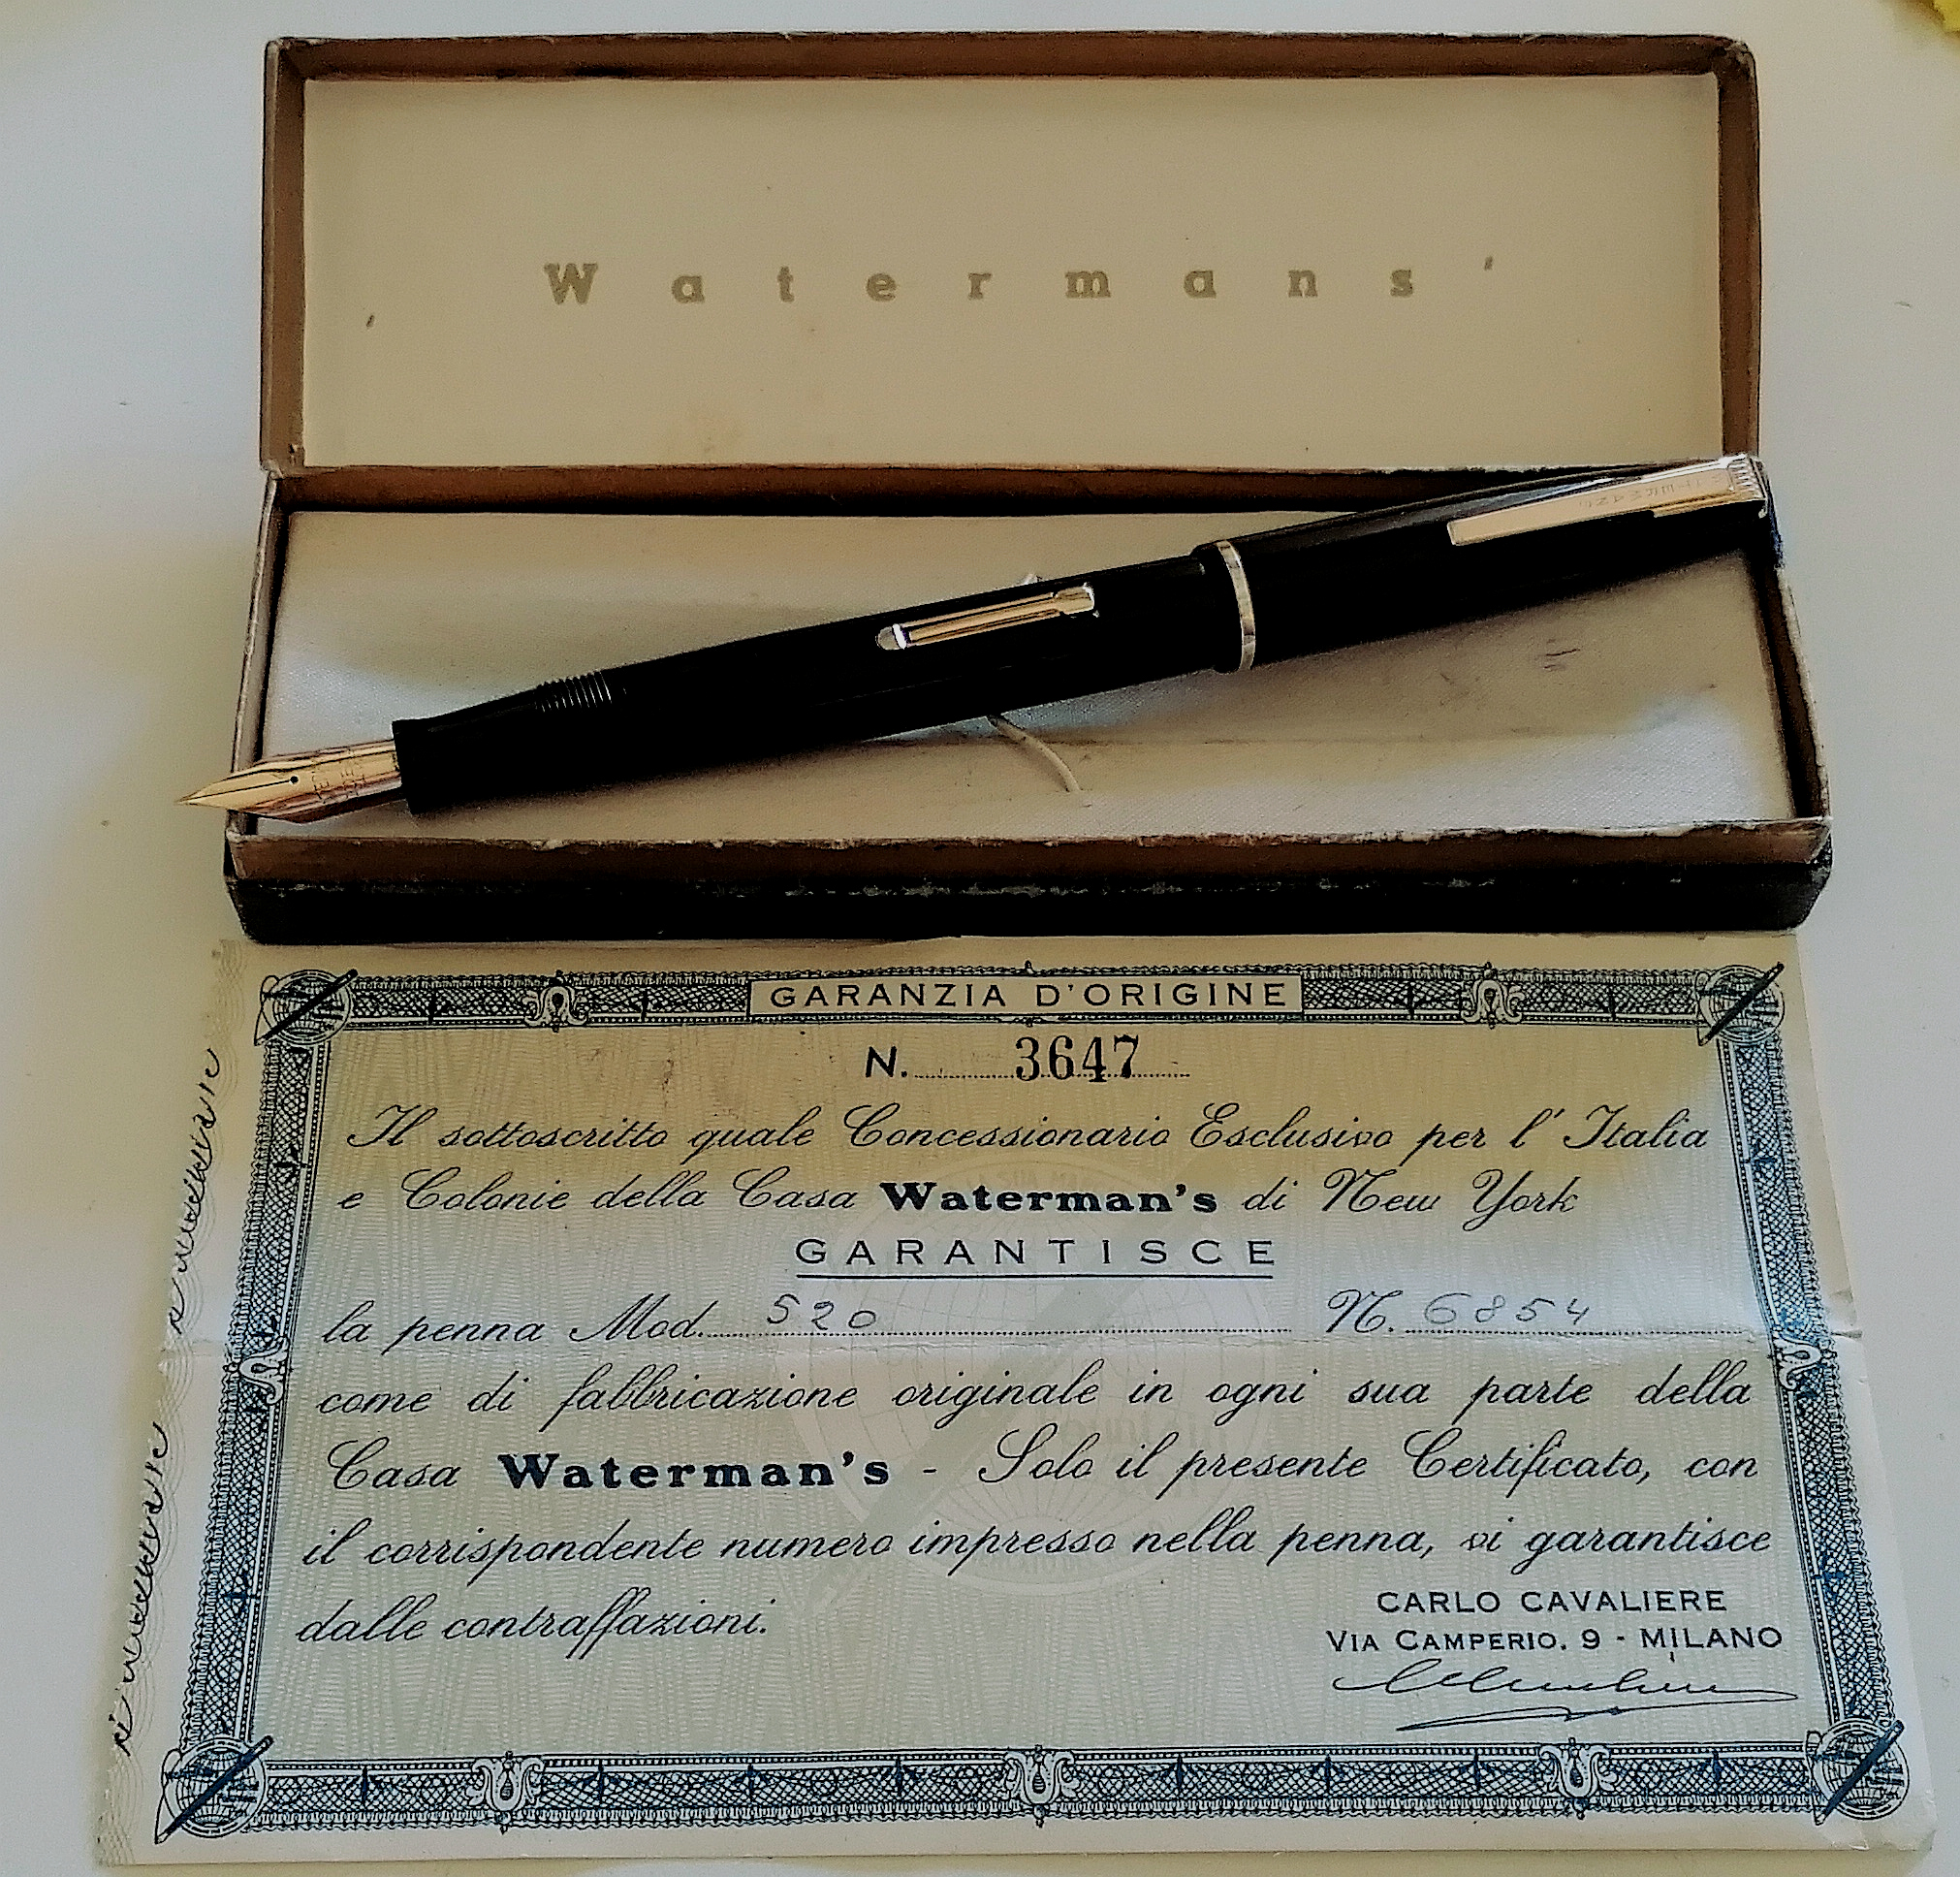 Watermans'
GARANZIA D'ORIGINE
N. 3647
Il sottoscritto quale Concessionario Esclusivo per l'Italia
e Colonie della Casa Waterman's di New York
GARANTISCE
la penna Mod. 520 N. 6854
come di fabbricazione originale in ogni sua parte della
Casa Waterman's - Solo il presente Certificato, con
il corrispondente numero impresso nella penna, vi garantisce
dalle contraffazioni.
CARLO CAVALIERE
VIA CAMPERIO, 9 - MILANO